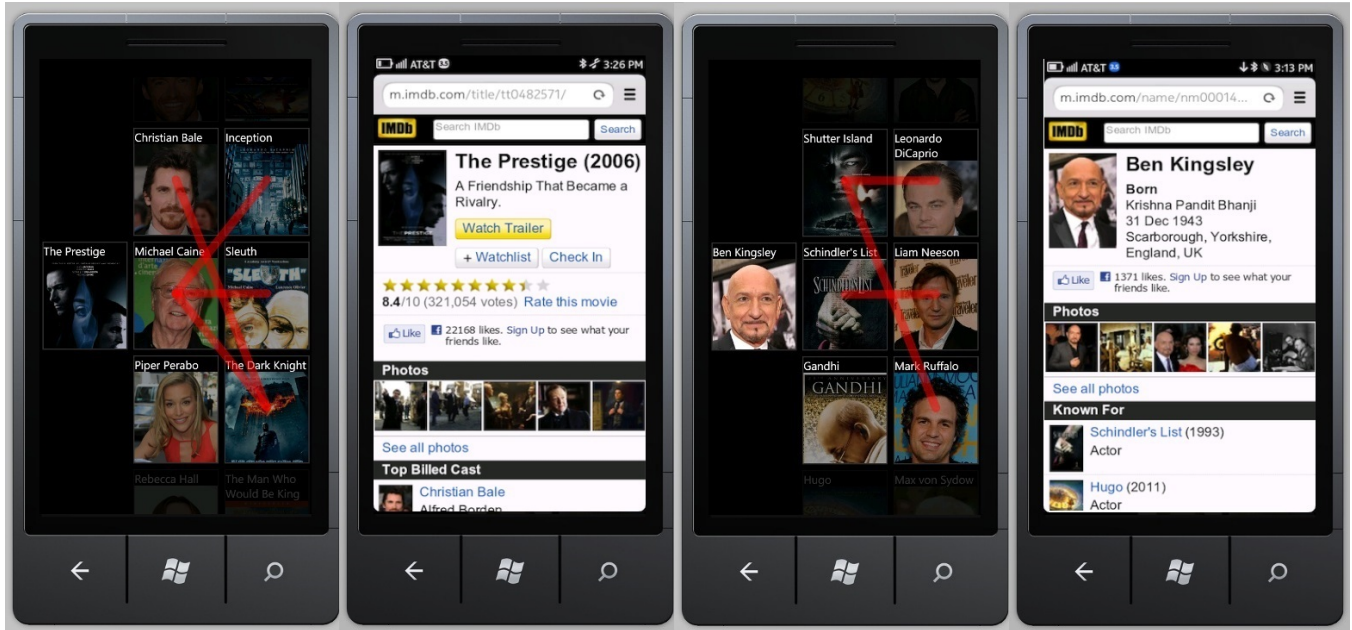 Christian Bale
Inception
The Prestige
Michael Caine
Sleuth
"SLEUTH"
Piper Perabo
The Dark Knight
Rebecca Hall
The Man Who
Would Be King
AT&T
3:26 PM
m.imdb.com/title/tt0482571/
IMDb
Search IMDb
Search
The Prestige (2006)
A Friendship That Became a
Rivalry.
Watch Trailer
+ Watchlist
Check In
8.4/10 (321,054 votes) Rate this movie
Like
22168 likes. Sign Up to see what your
friends like.
Photos
See all photos
Top Billed Cast
Christian Bale
Alfred Borden
Shutter Island
Leonardo
DiCaprio
Ben Kingsley
Schindler's List
Liam Neeson
SCHINDLER'S LIST
Gandhi
Mark Ruffalo
GANDHI
Hugo
Max von Sydow
AT&T
3:13 PM
m.imdb.com/name/nm00014...
IMDb
Search IMDb
Search
Ben Kingsley
Born
Krishna Pandit Bhanji
31 Dec 1943
Scarborough, Yorkshire,
England, UK
Like
1371 likes. Sign Up to see what your
friends like.
Photos
See all photos
Known For
Schindler's List (1993)
Actor
Hugo (2011)
Actor